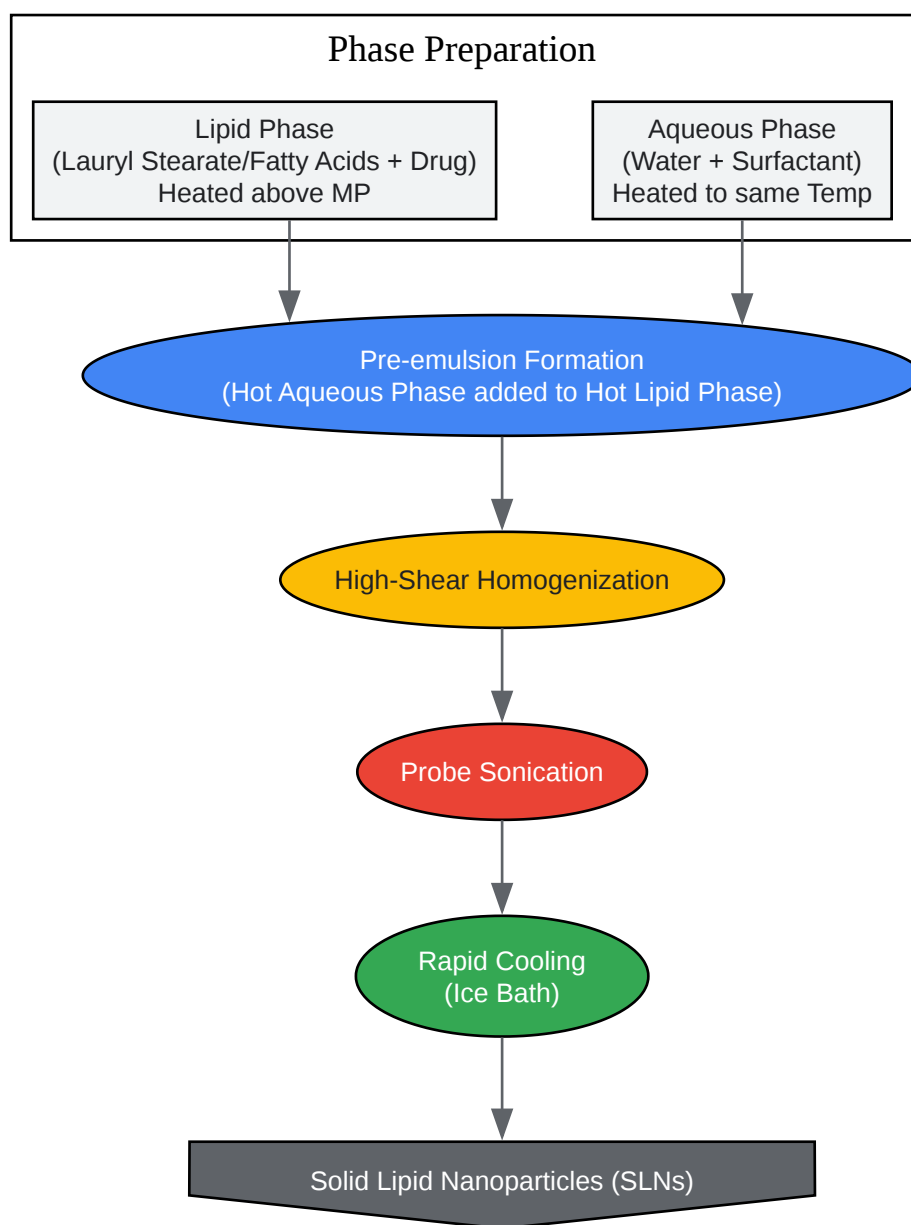 Phase Preparation
Lipid Phase
(Lauryl Stearate/Fatty Acids + Drug)
Heated above MP
Aqueous Phase
(Water + Surfactant)
Heated to same Temp
Pre-emulsion Formation
(Hot Aqueous Phase added to Hot Lipid Phase)
High-Shear Homogenization
Probe Sonication
Rapid Cooling
(Ice Bath)
Solid Lipid Nanoparticles (SLNs)